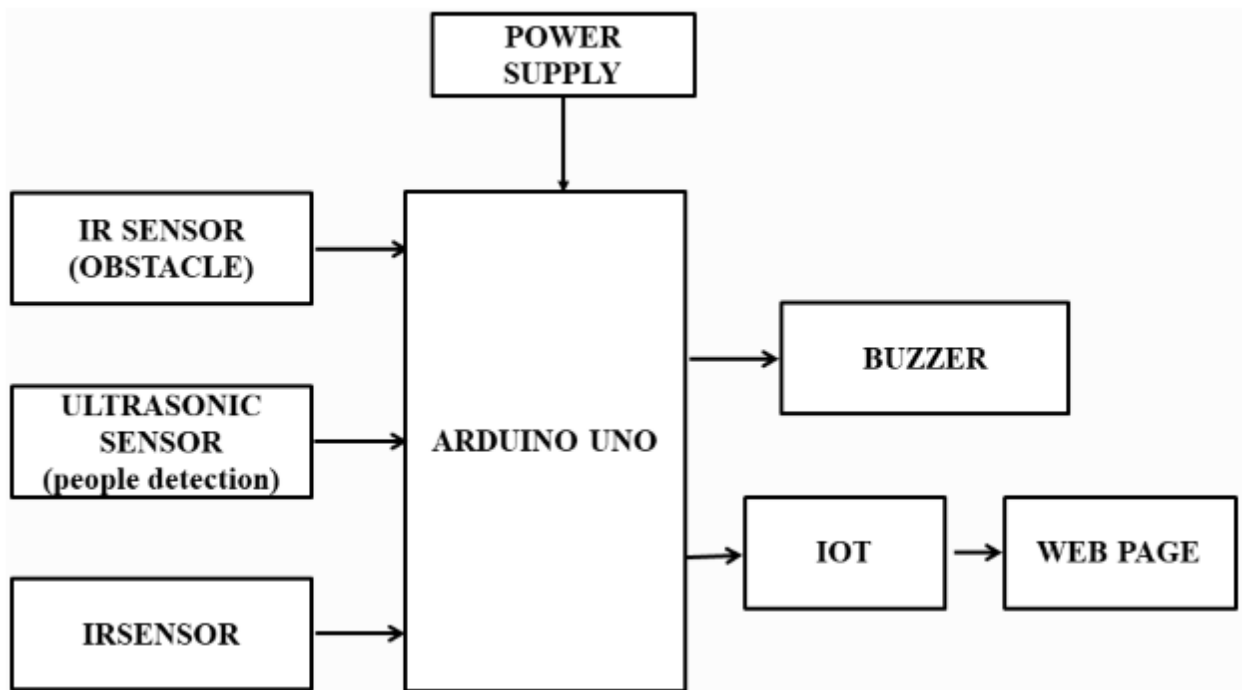 POWER
SUPPLY
IR SENSOR
(OBSTACLE)
ULTRASONIC
SENSOR
(people detection)
IRSENSOR
ARDUINO UNO
BUZZER
IOT
WEB PAGE